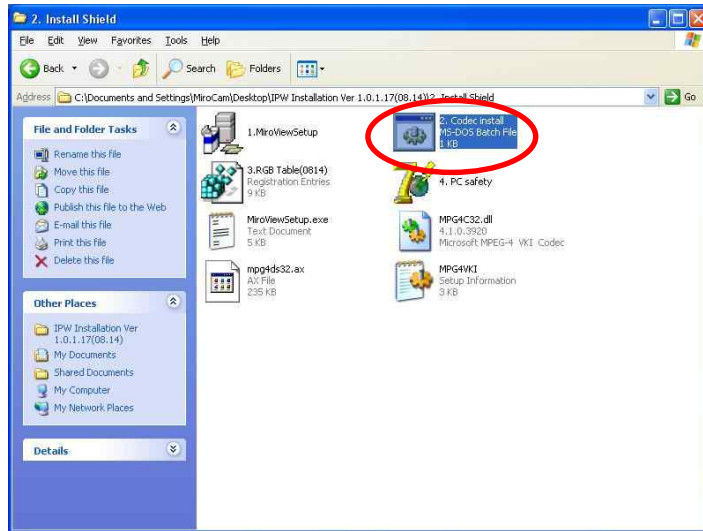 2. Install Shield
File Edit View Favorites Tools Help
Back Search Folders
Address C:\Documents and Settings\MiroCam\Desktop\IPW Installation Ver 1.0.1.17(08.14)\2. Install Shield Go
File and Folder Tasks
Rename this file
Move this file
Copy this file
Publish this file to the Web
E-mail this file
Print this file
Delete this file
Other Places
IPW Installation Ver
1.0.1.17(08.14)
My Documents
Shared Documents
My Computer
My Network Places
Details
1.MiroViewSetup
2. Codec install
MS-DOS Batch File
1 KB
3.RGB Table(0814)
Registration Entries
9 KB
4. PC safety
MiroViewSetup.exe
Text Document
5 KB
MPG4C32.dll
4.1.0.3920
Microsoft MPEG-4 VKI Codec
mpg4ds32.ax
AX File
235 KB
MPG4VKI
Setup Information
3 KB